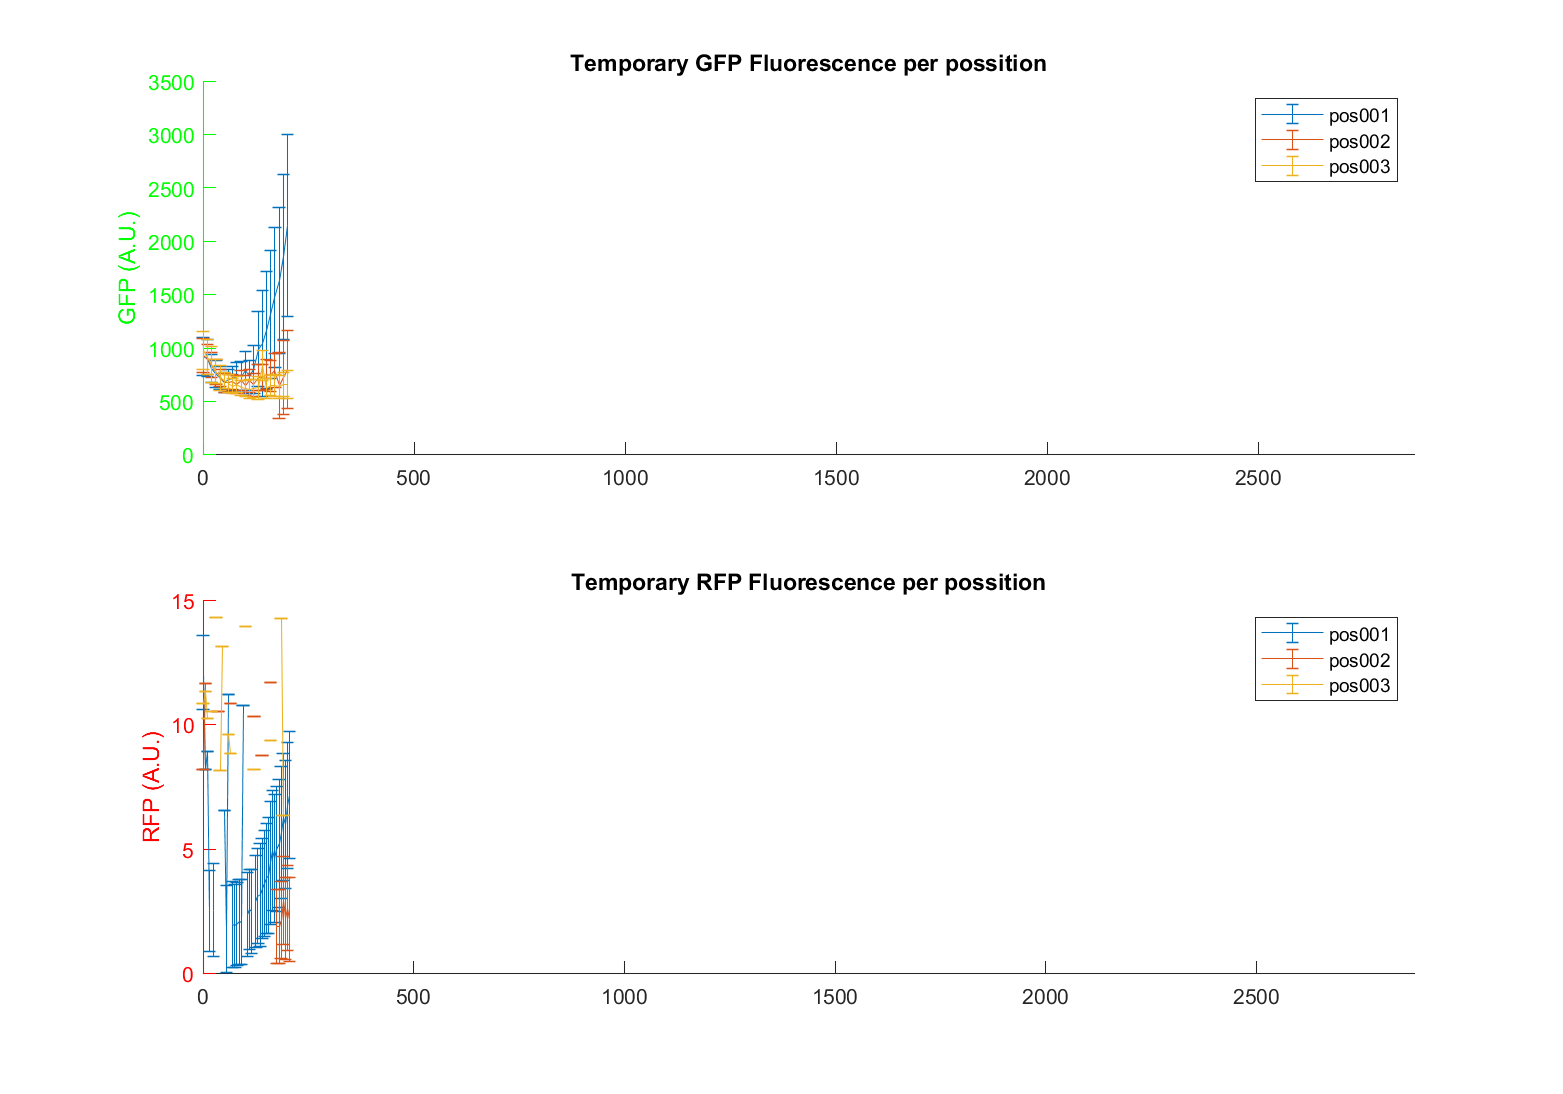 Temporary GFP Fluorescence per possition
3500
3000
2500
2000
1500
1000
500
0
GFP (A.U.)
0 500 1000 1500 2000 2500
pos001
pos002
pos003
Temporary RFP Fluorescence per possition
15
10
5
0
RFP (A.U.)
0 500 1000 1500 2000 2500
pos001
pos002
pos003